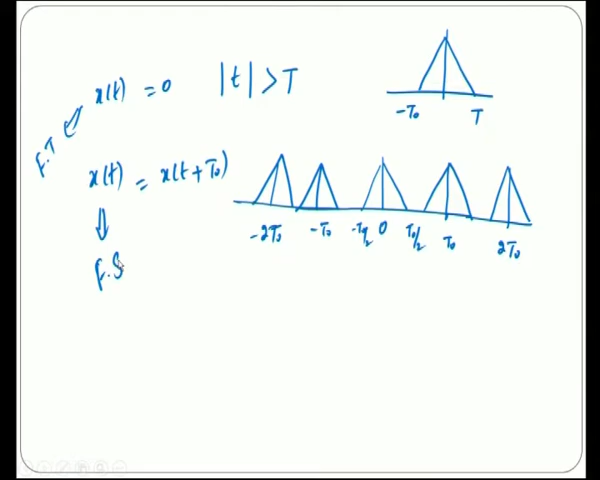 x(t) = 0 |t| > T
F.T
-T₀ T
x(t) = x(t + T₀)
-2T₀ -T₀ -T₀/2 0 T₀/2 T₀ 2T₀
F.S